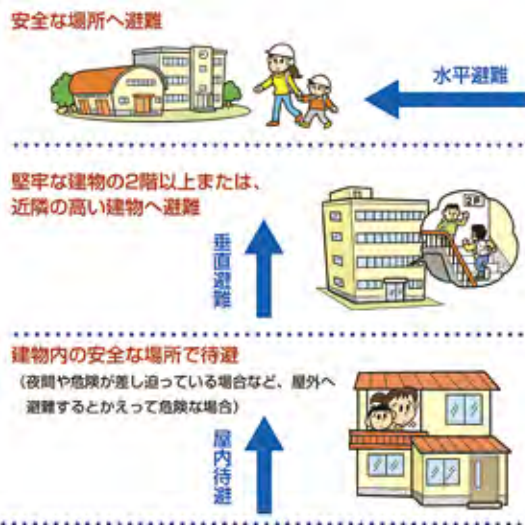 安全な場所へ避難
水平避難
堅牢な建物の2階以上または、
近隣の高い建物へ避難
垂直避難
2F
建物内の安全な場所で待避
（夜間や危険が差し迫っている場合など、屋外へ
避難するとかえって危険な場合）
屋内待避